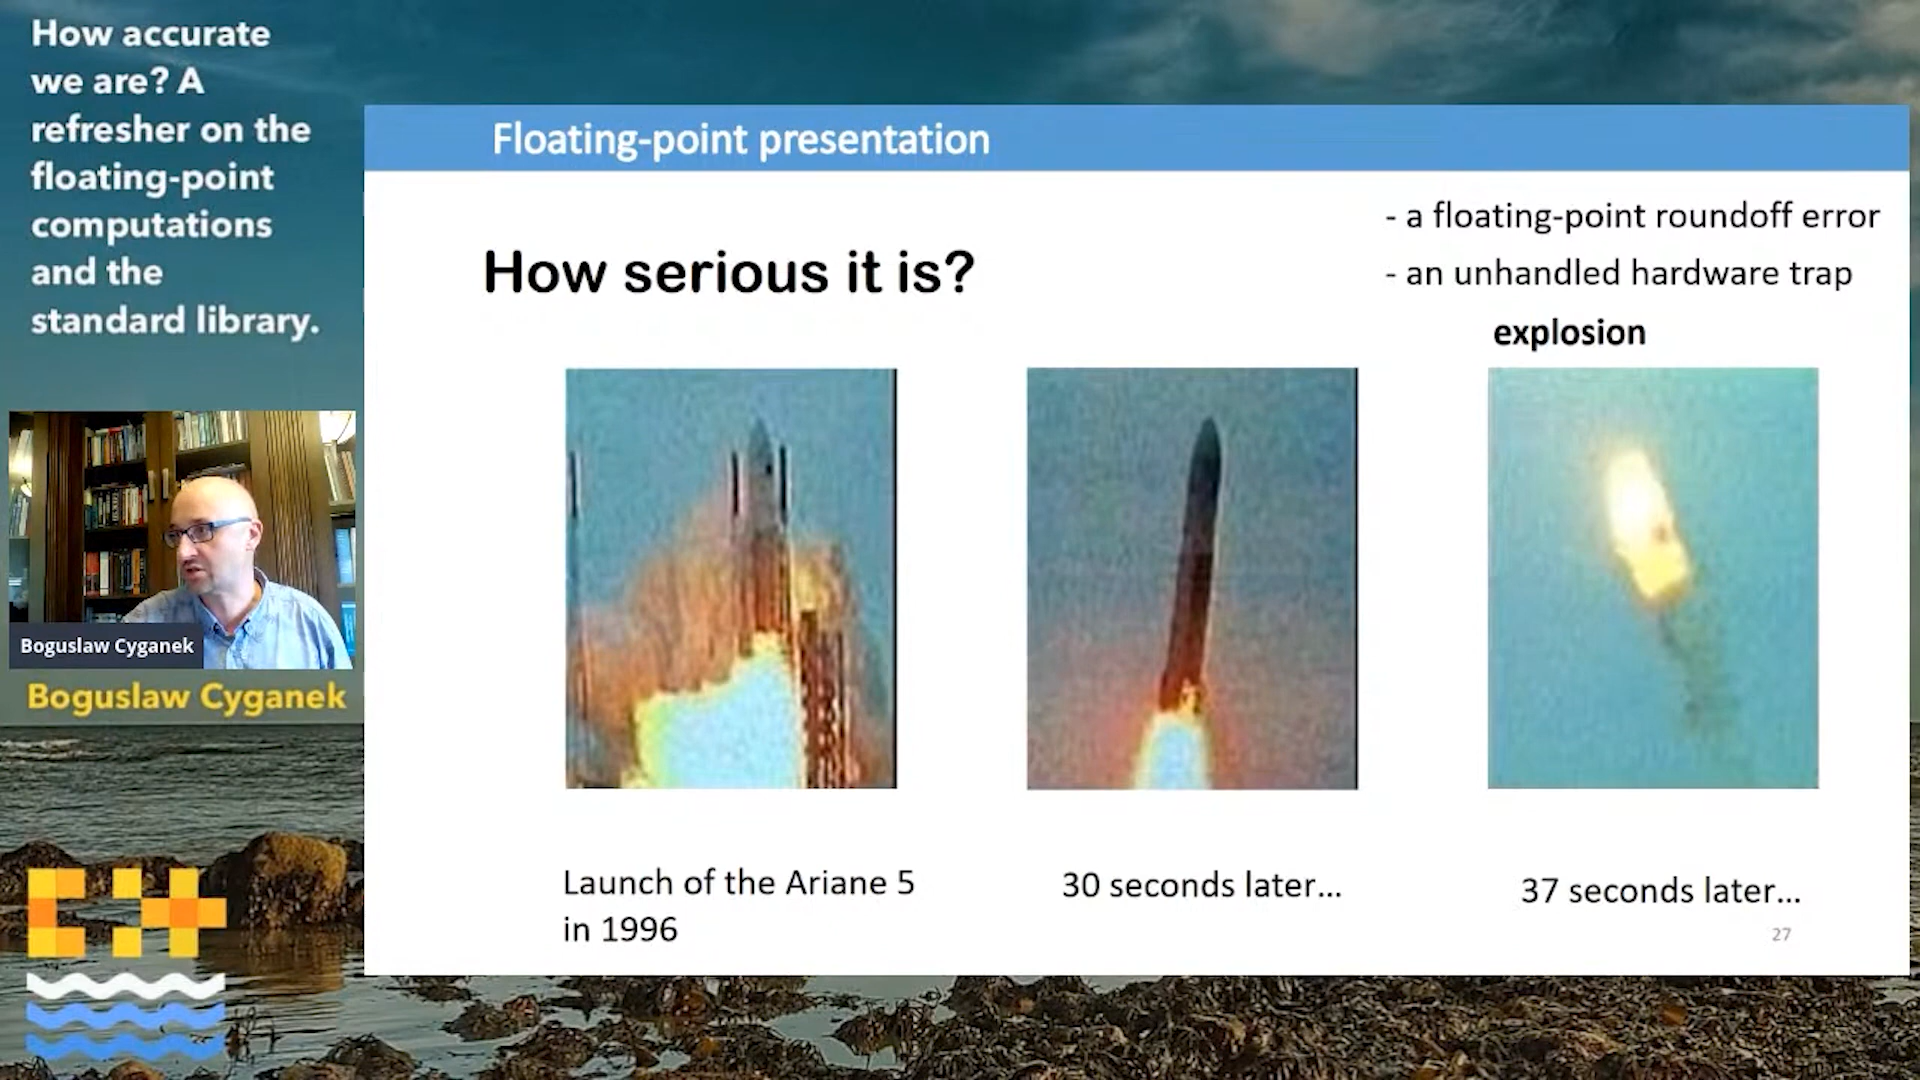 How accurate
we are? A
refresher on the
floating-point
computations
and the
standard library.
Boguslaw Cyganek
Boguslaw Cyganek
Floating-point presentation
How serious it is?
- a floating-point roundoff error
- an unhandled hardware trap
explosion
Launch of the Ariane 5
in 1996
30 seconds later...
37 seconds later...
27